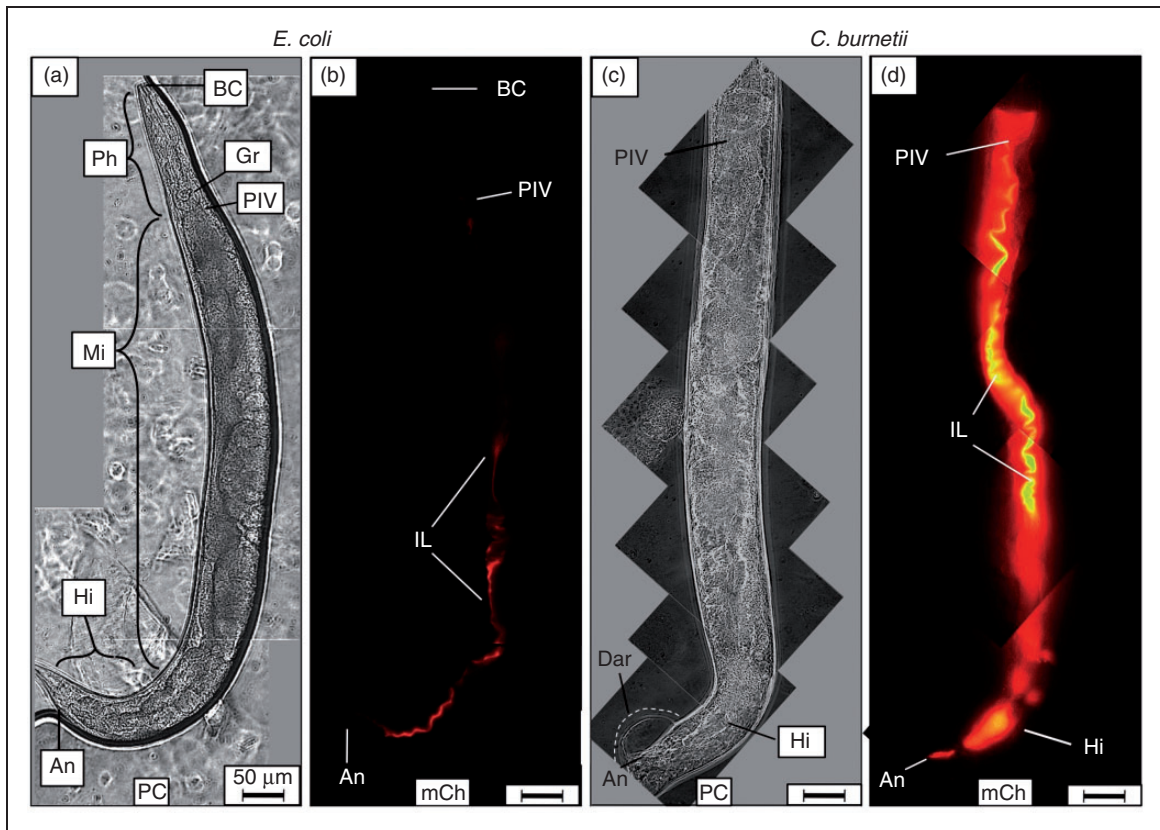 E. coli
C. burnetii
(a)
BC
Ph
Gr
PIV
Mi
Hi
An
PC
50 μm
(b)
BC
PIV
IL
An
mCh
(c)
PIV
Dar
Hi
An
PC
(d)
PIV
IL
Hi
An
mCh